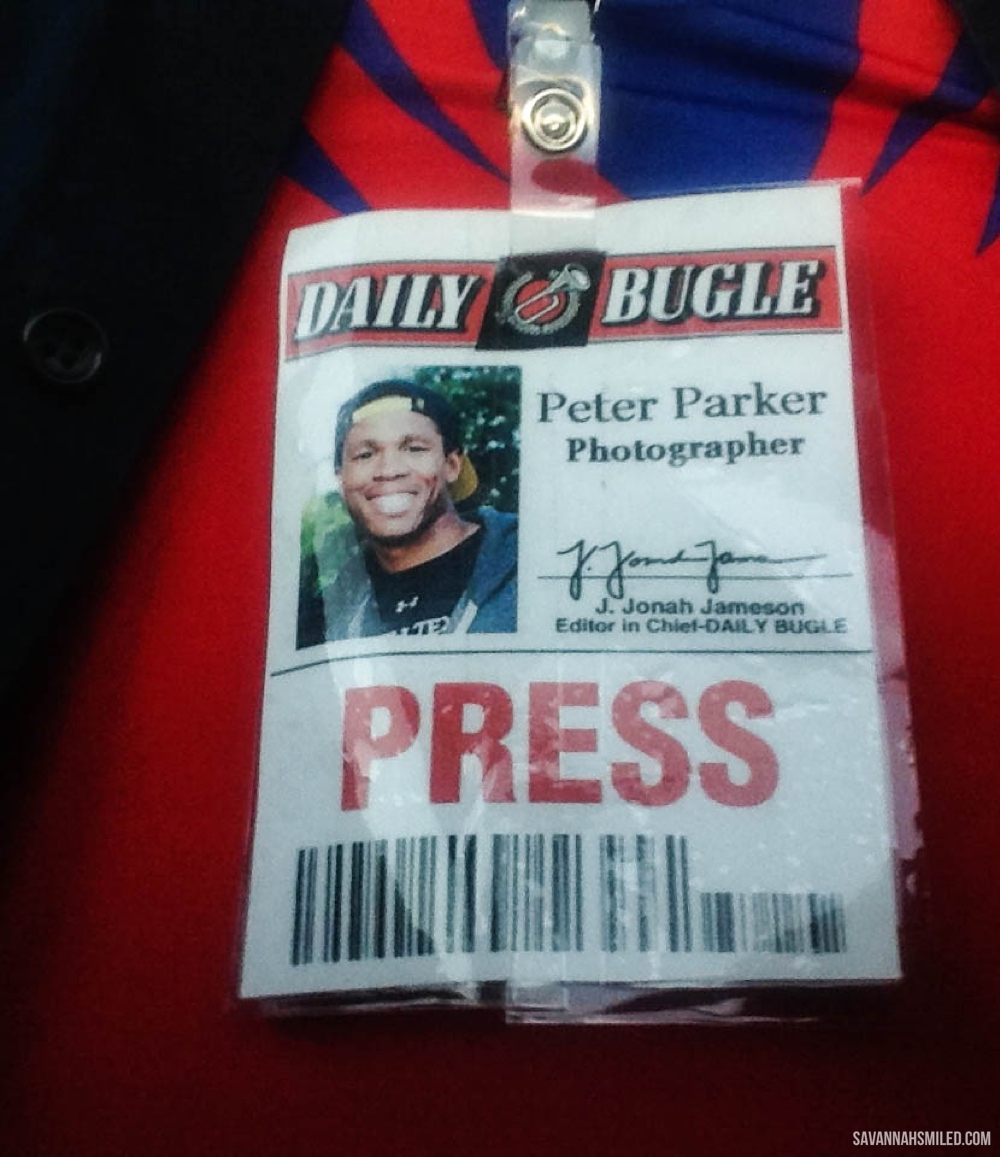 DAILY BUGLE
Peter Parker
Photographer
J. Jonah Jameson
Editor in Chief-DAILY BUGLE
PRESS
SAVANNAHSMILED.COM